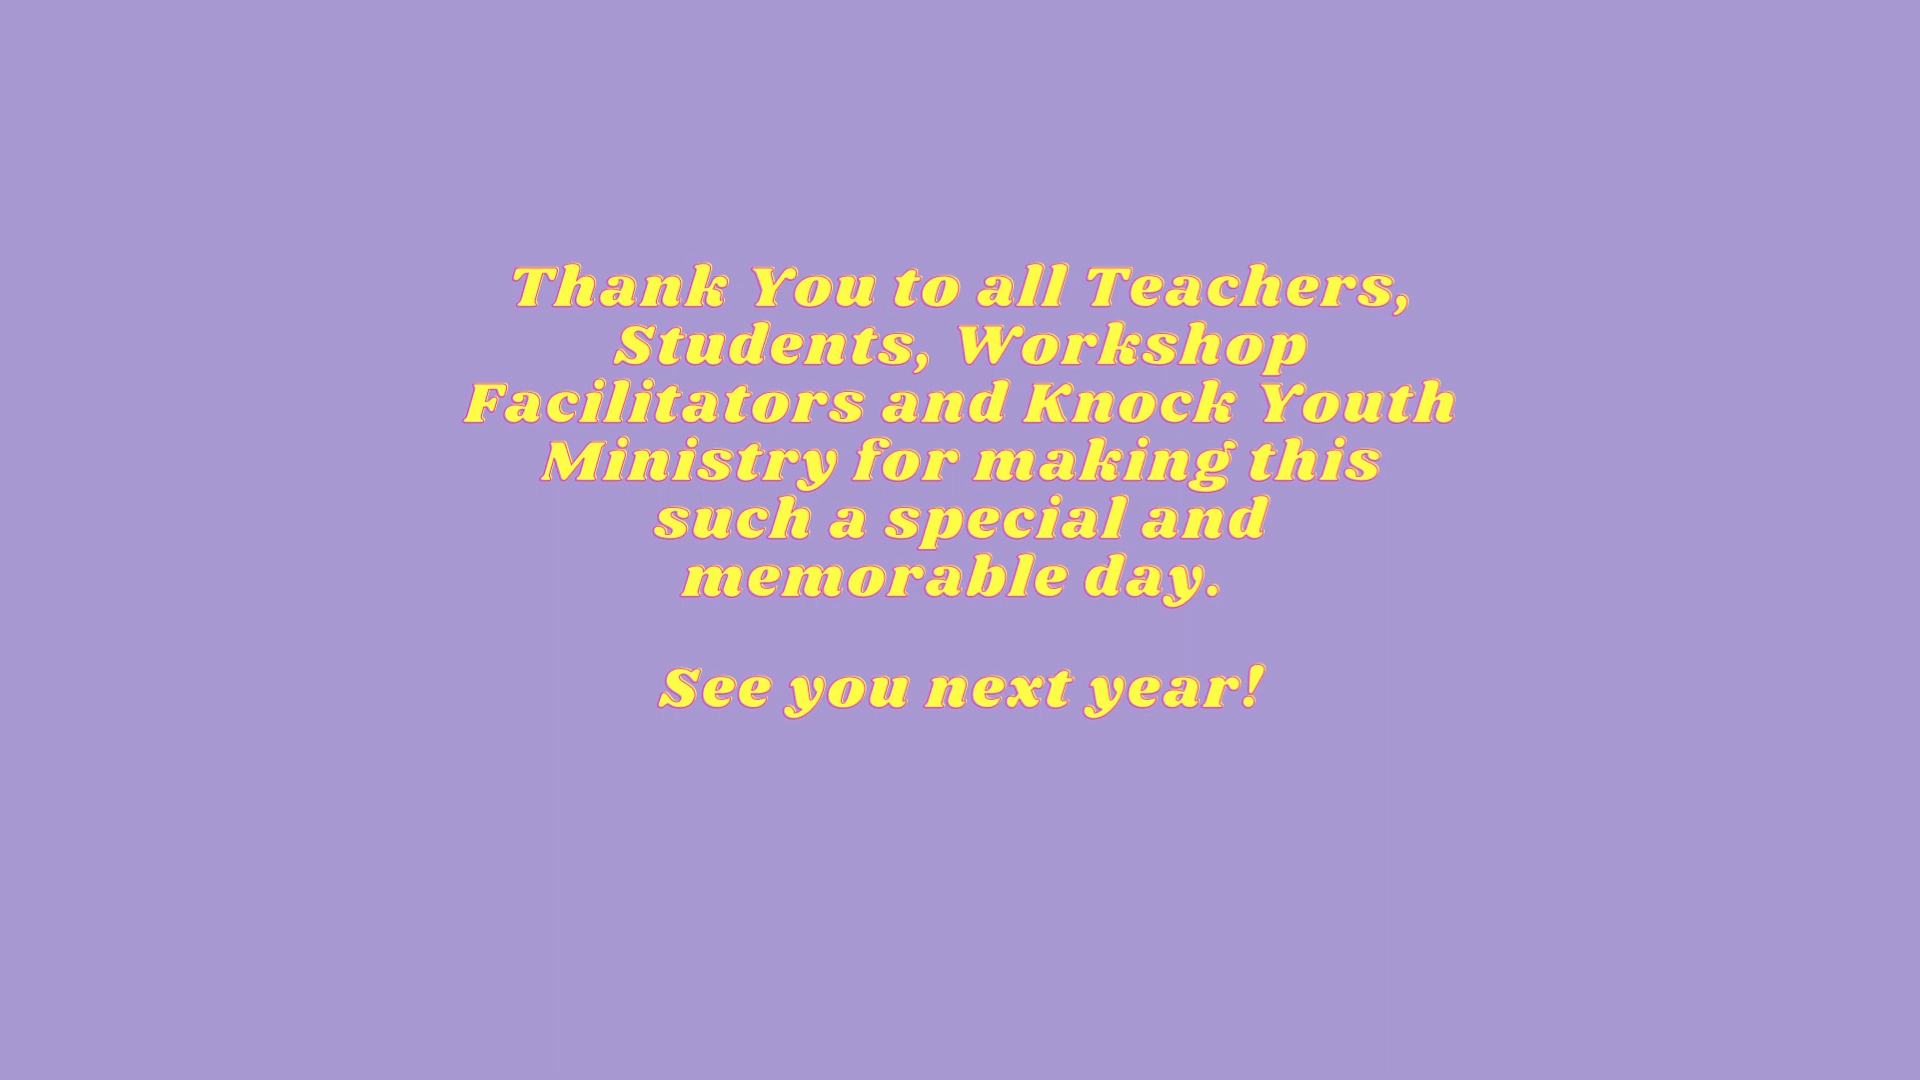 Thank You to all Teachers,
Students, Workshop
Facilitators and Knock Youth
Ministry for making this
such a special and
memorable day.
See you next year!